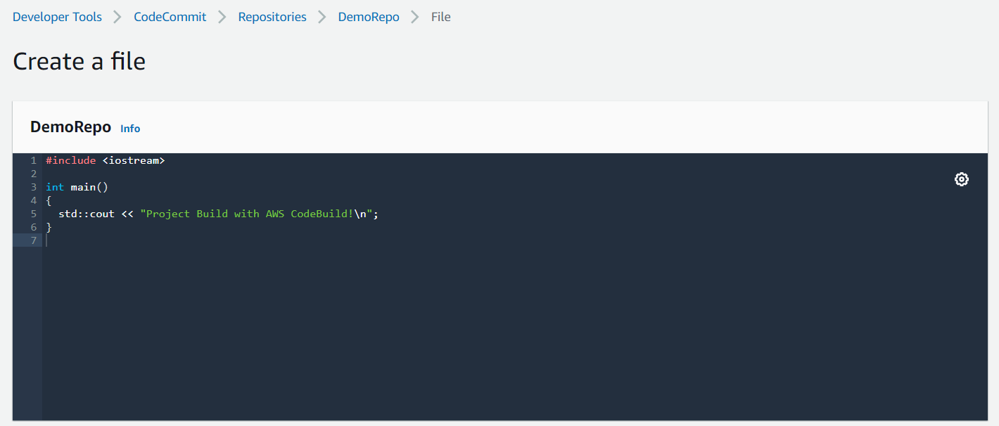 Developer Tools > CodeCommit > Repositories > DemoRepo > File
Create a file
DemoRepo Info
1 #include <iostream>
2
3 int main()
4 {
5   std::cout << "Project Build with AWS CodeBuild!\n";
6 }
7